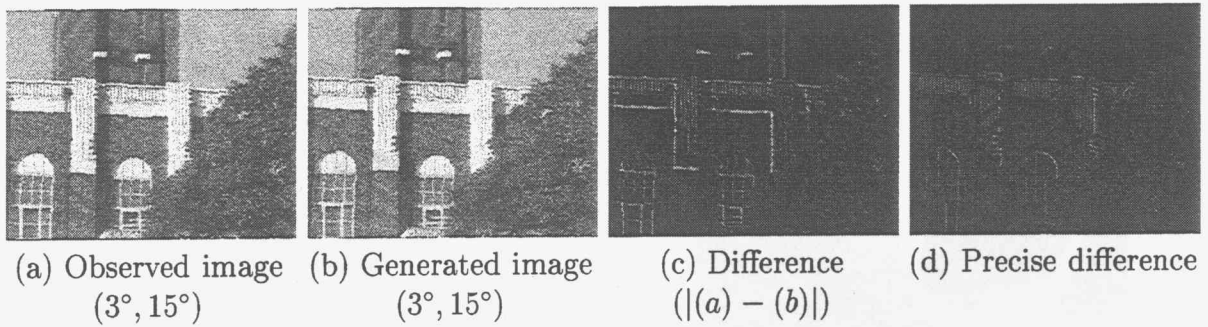 (a) Observed image
(3°, 15°)
(b) Generated image
(3°, 15°)
(c) Difference
(|(a) − (b)|)
(d) Precise difference